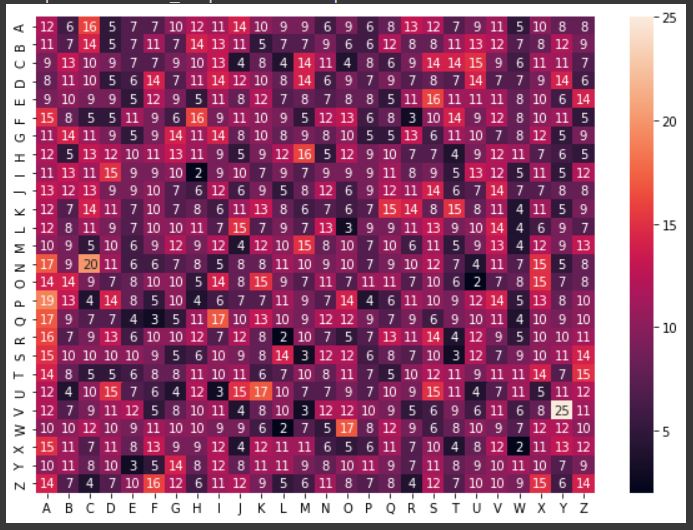 A 12 6 16 5 7 7 10 12 11 14 10 9 9 6 9 6 8 13 12 7 9 11 5 10 8 8
B 11 7 14 5 7 11 7 14 13 11 5 7 7 9 6 6 12 8 8 11 13 12 7 8 12 9
C 9 13 10 9 7 7 9 10 13 4 8 4 14 11 4 8 6 9 14 14 15 9 6 11 11 7
D 8 11 10 5 6 14 7 11 14 12 10 8 14 6 9 7 9 7 8 7 14 7 7 9 14 6
E 9 10 9 9 5 12 9 5 11 8 12 7 8 7 8 8 5 11 16 11 11 11 8 10 6 14
F 15 8 5 5 11 9 6 16 9 11 10 9 5 12 13 6 8 3 10 14 9 12 8 10 11 5
G 11 14 11 9 5 9 14 11 14 8 10 8 9 8 10 5 5 13 6 11 10 7 8 12 5 9
H 12 5 13 12 10 11 13 11 9 5 9 12 16 5 12 9 10 7 7 4 9 12 11 7 6 5
I 11 13 11 15 9 9 10 2 9 10 7 9 7 9 9 9 11 8 9 5 13 12 5 11 5 12
J 13 12 13 9 9 10 7 6 12 6 9 5 8 12 6 9 12 11 14 6 7 14 7 7 8 8
K 12 7 14 11 7 10 7 8 6 11 13 8 6 7 6 7 15 14 8 15 8 11 4 11 5 9
L 12 8 11 9 7 10 10 11 7 15 7 9 7 13 3 9 9 11 13 9 10 14 4 6 9 7
M 10 9 5 10 6 9 12 9 12 4 12 10 15 8 10 7 10 6 11 5 9 13 4 12 9 13
N 17 9 20 11 6 6 7 8 5 8 8 11 10 9 10 7 9 10 12 7 4 11 7 15 5 8
O 14 14 9 7 8 10 10 5 14 8 15 9 7 11 7 11 11 7 10 6 2 7 8 15 7 8
P 19 13 4 14 8 5 10 4 6 7 7 11 9 7 14 4 6 11 10 9 12 14 5 13 8 10
Q 17 9 7 7 4 3 5 11 17 10 13 10 9 12 12 9 7 9 6 9 10 11 4 10 9 10
R 16 7 9 13 6 10 10 12 7 12 8 2 10 7 5 7 13 11 14 4 12 9 5 10 10 11
S 15 10 10 10 10 9 5 6 10 9 8 14 3 12 12 6 8 7 10 3 12 7 9 10 11 14
T 14 8 5 5 6 8 8 11 10 11 6 7 10 8 11 7 5 10 12 11 9 11 11 14 7 15
U 12 4 10 15 7 6 4 12 3 15 17 10 7 7 9 7 10 9 15 11 4 7 11 5 11 12
V 12 7 9 11 12 5 8 10 11 4 8 10 3 12 12 10 9 5 6 9 6 11 6 8 25 11
W 10 10 12 10 9 11 10 10 9 9 6 2 7 5 17 8 12 9 6 8 10 9 7 12 12 10
X 15 11 7 11 8 13 9 9 12 4 12 11 11 6 5 6 11 7 10 4 8 12 2 11 13 12
Y 10 11 8 10 3 5 14 8 12 8 11 11 9 8 10 11 9 7 11 8 9 10 11 10 7 9
Z 14 7 4 7 10 16 12 6 11 12 9 5 6 11 8 7 8 4 12 7 10 10 9 15 6 14
A B C D E F G H I J K L M N O P Q R S T U V W X Y Z
25
20
15
10
5